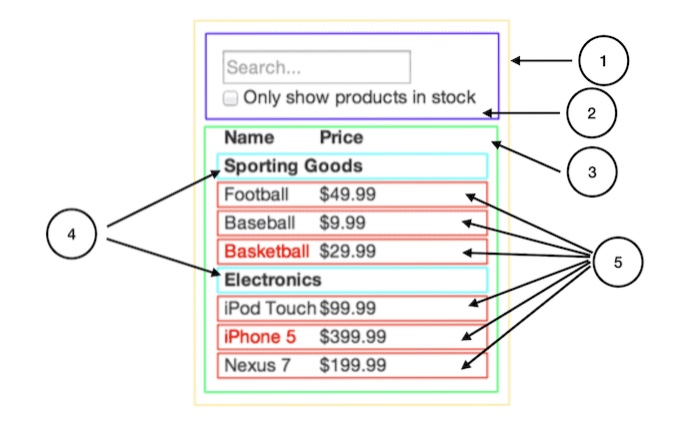 Search...
Only show products in stock
Name Price
Sporting Goods
Football $49.99
Baseball $9.99
Basketball $29.99
Electronics
iPod Touch $99.99
iPhone 5 $399.99
Nexus 7 $199.99
1
2
3
4
5